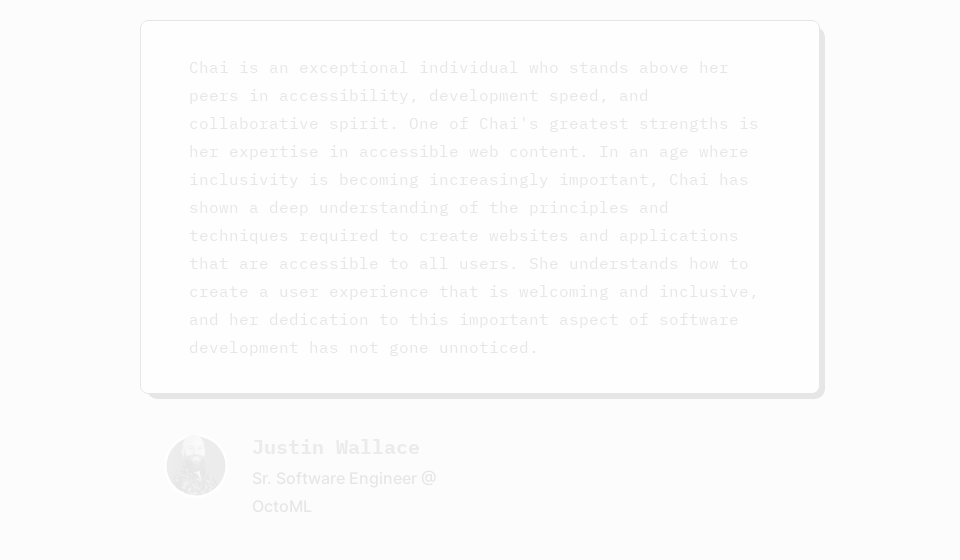 Chai is an exceptional individual who stands above her
peers in accessibility, development speed, and
collaborative spirit. One of Chai's greatest strengths is
her expertise in accessible web content. In an age where
inclusivity is becoming increasingly important, Chai has
shown a deep understanding of the principles and
techniques required to create websites and applications
that are accessible to all users. She understands how to
create a user experience that is welcoming and inclusive,
and her dedication to this important aspect of software
development has not gone unnoticed.
Justin Wallace
Sr. Software Engineer @
OctoML